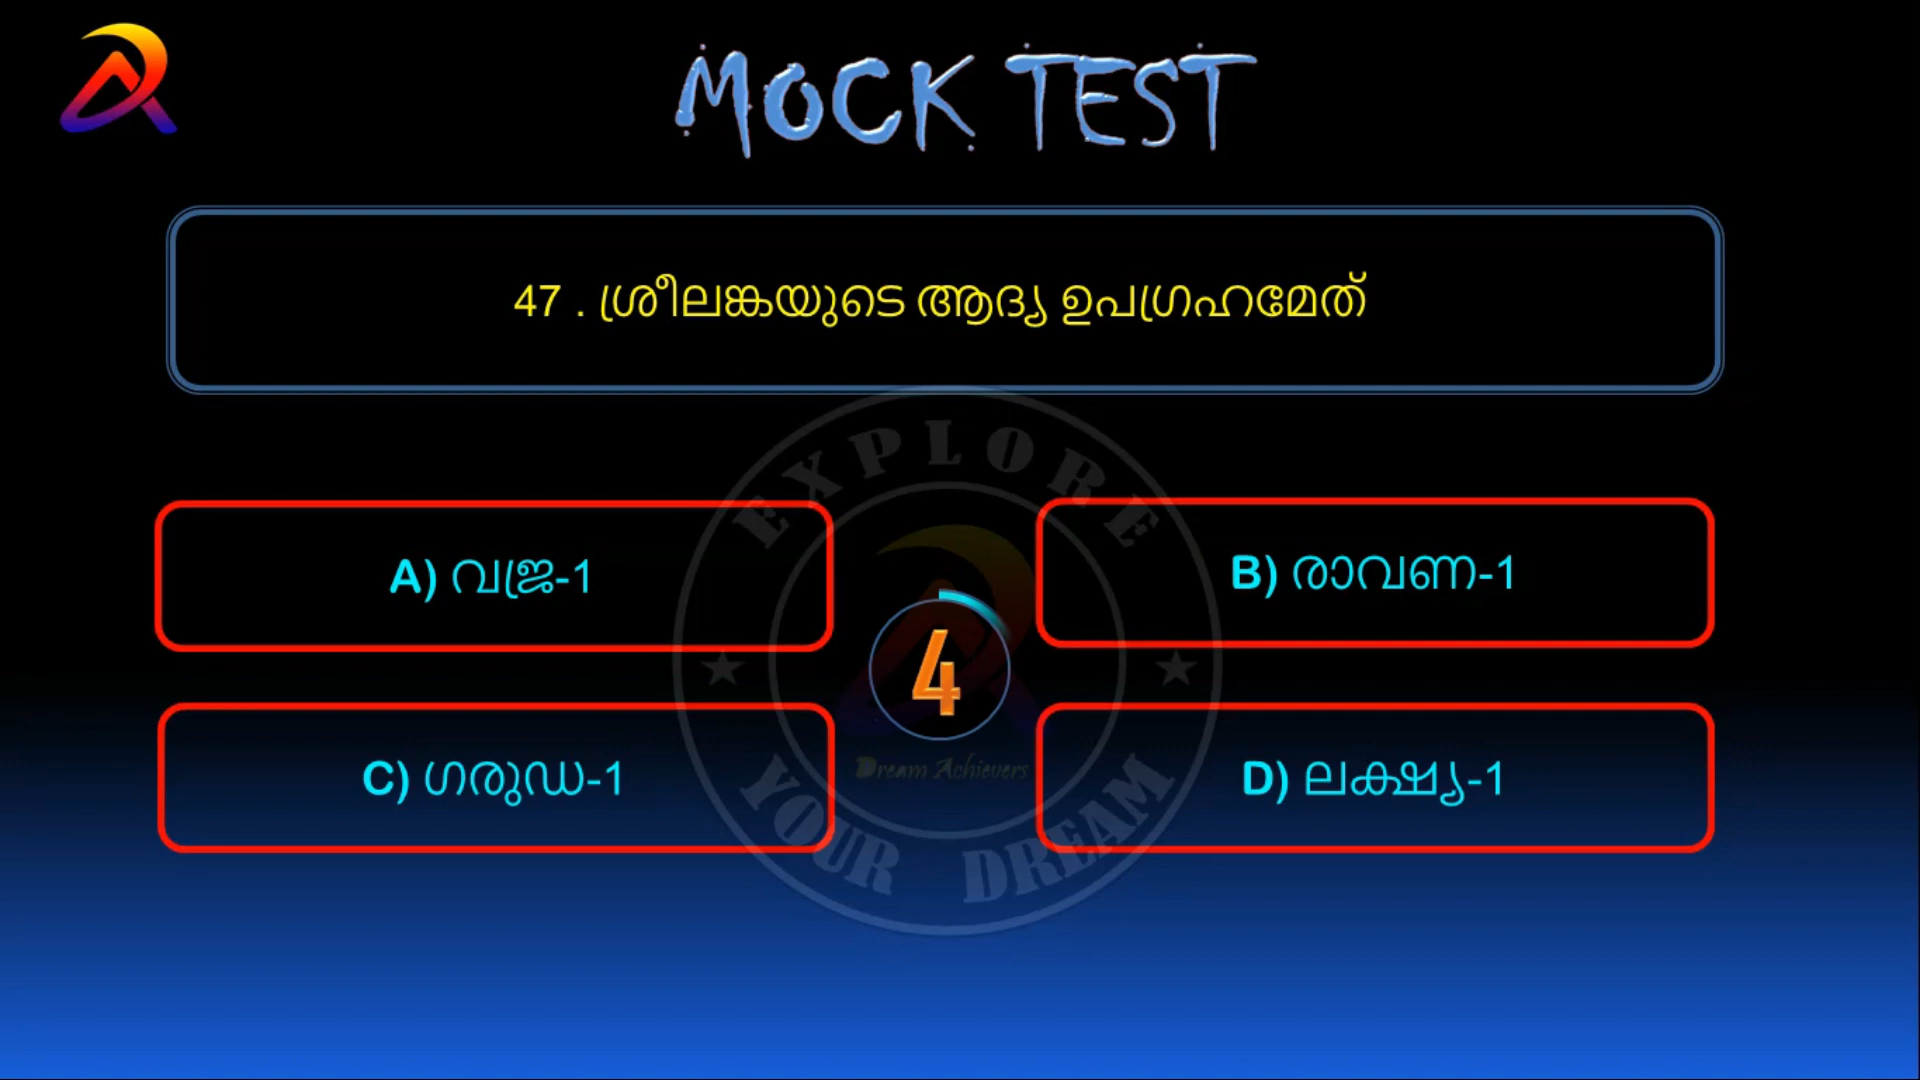 MOCK TEST
47 . ശ്രീലങ്കയുടെ ആദ്യ ഉപഗ്രഹമേത്
A) വജ്ര-1
B) രാവണ-1
4
C) ഗരുഡ-1
D) ലക്ഷ്യ-1
EXPLORE
Dream Achievers
YOUR DREAM